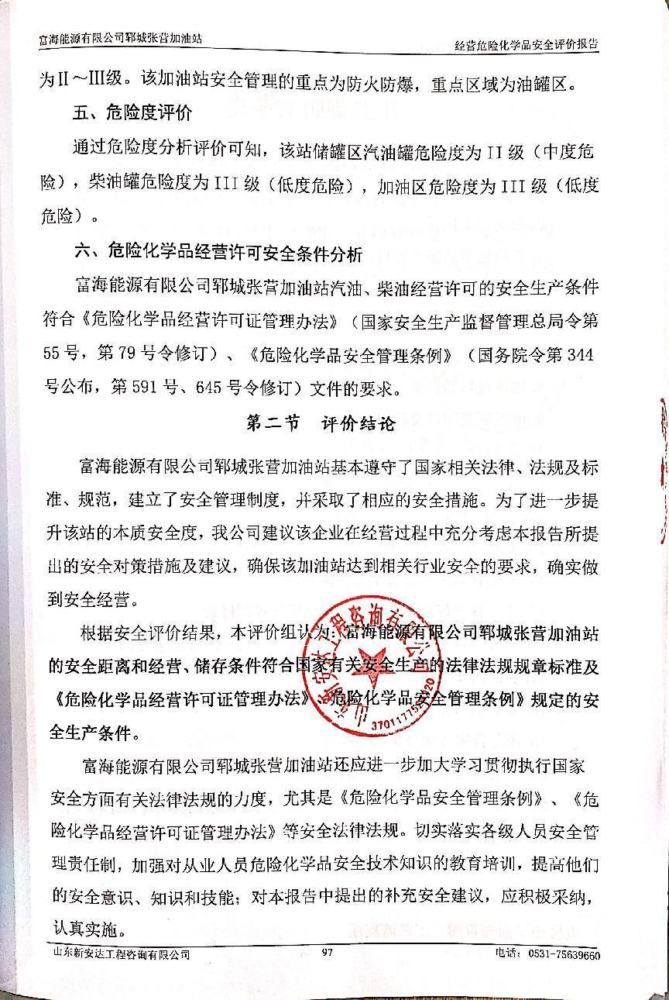 富海能源有限公司郓城张营加油站
经营危险化学品安全评价报告
为II～III级。该加油站安全管理的重点为防火防爆，重点区域为油罐区。
五、危险度评价
通过危险度分析评价可知，该站储罐区汽油罐危险度为 II 级（中度危
险），柴油罐危险度为 III 级（低度危险），加油区危险度为 III 级（低度
危险）。
六、危险化学品经营许可安全条件分析
富海能源有限公司郓城张营加油站汽油、柴油经营许可的安全生产条件
符合《危险化学品经营许可证管理办法》（国家安全生产监督管理总局令第
55 号，第 79 号令修订）、《危险化学品安全管理条例》（国务院令第 344
号公布，第 591 号、645 号令修订）文件的要求。
第二节 评价结论
富海能源有限公司郓城张营加油站基本遵守了国家相关法律、法规及标
准、规范，建立了安全管理制度，并采取了相应的安全措施。为了进一步提
升该站的本质安全度，我公司建议该企业在经营过程中充分考虑本报告所提
出的安全对策措施及建议，确保该加油站达到相关行业安全的要求，确实做
到安全经营。
根据安全评价结果，本评价组认为：富海能源有限公司郓城张营加油站
的安全距离和经营、储存条件符合国家有关安全生产的法律法规规章标准及
《危险化学品经营许可证管理办法》、《危险化学品安全管理条例》规定的安
全生产条件。
山东新安达工程咨询有限公司
富海能源有限公司郓城张营加油站还应进一步加大学习贯彻执行国家
安全方面有关法律法规的力度，尤其是《危险化学品安全管理条例》、《危
险化学品经营许可证管理办法》等安全法律法规。切实落实各级人员安全管
理责任制，加强对从业人员危险化学品安全技术知识的教育培训，提高他们
的安全意识、知识和技能；对本报告中提出的补充安全建议，应积极采纳，
认真实施。
山东新安达工程咨询有限公司
97
电话：0531-75639660